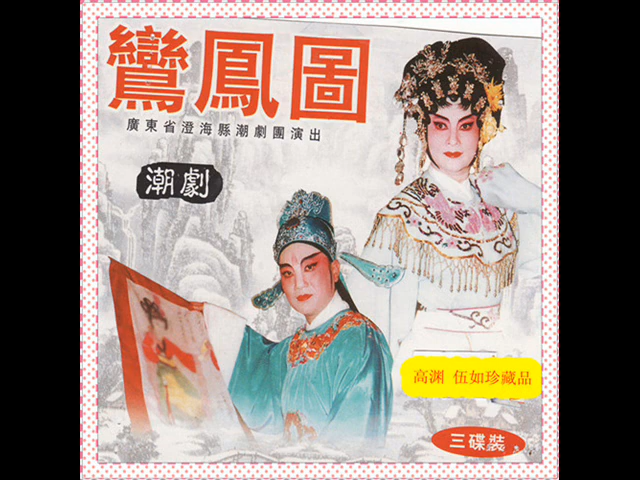 鸞鳳圖
廣東省澄海縣潮劇團演出
潮劇
高渊 伍如珍藏品
三碟裝